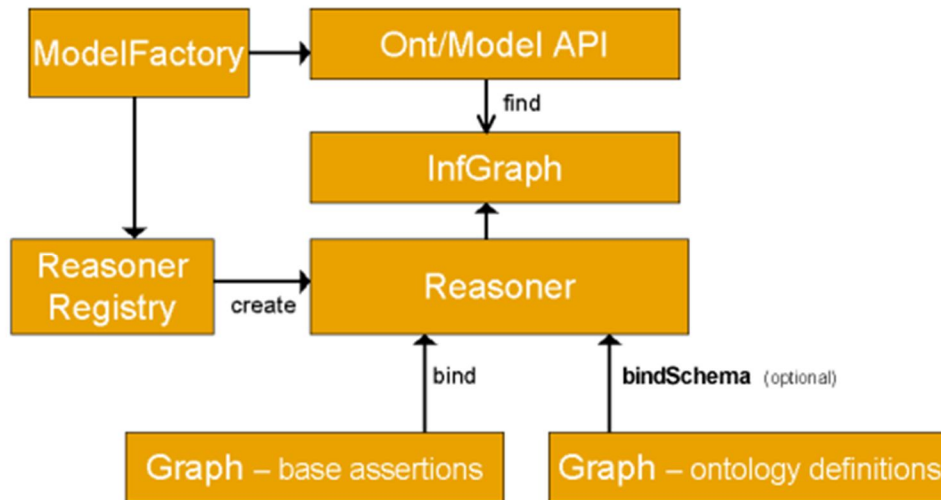 ModelFactory
Ont/Model API
find
InfGraph
Reasoner
Registry
create
Reasoner
bind
bindSchema (optional)
Graph – base assertions
Graph – ontology definitions